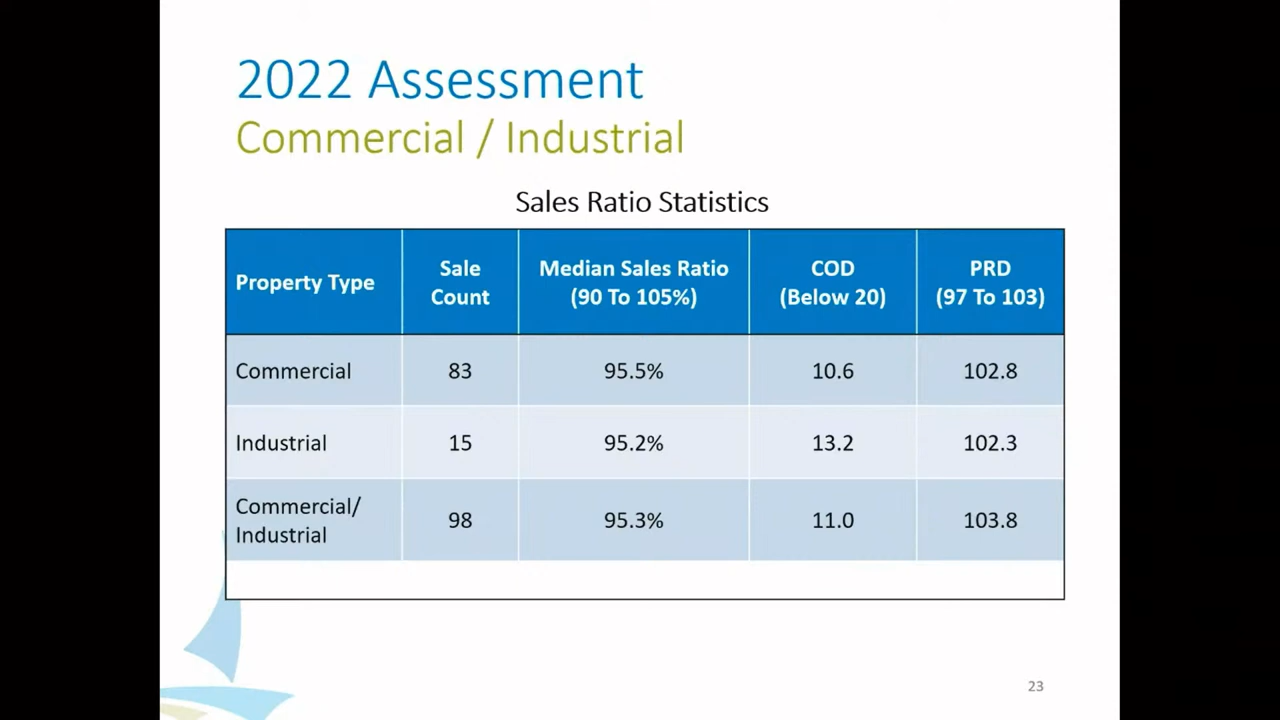 2022 Assessment
Commercial / Industrial
Sales Ratio Statistics
Property Type
Sale
Count
Median Sales Ratio
(90 To 105%)
COD
(Below 20)
PRD
(97 To 103)
Commercial 83 95.5% 10.6 102.8
Industrial 15 95.2% 13.2 102.3
Commercial/
Industrial 98 95.3% 11.0 103.8
23